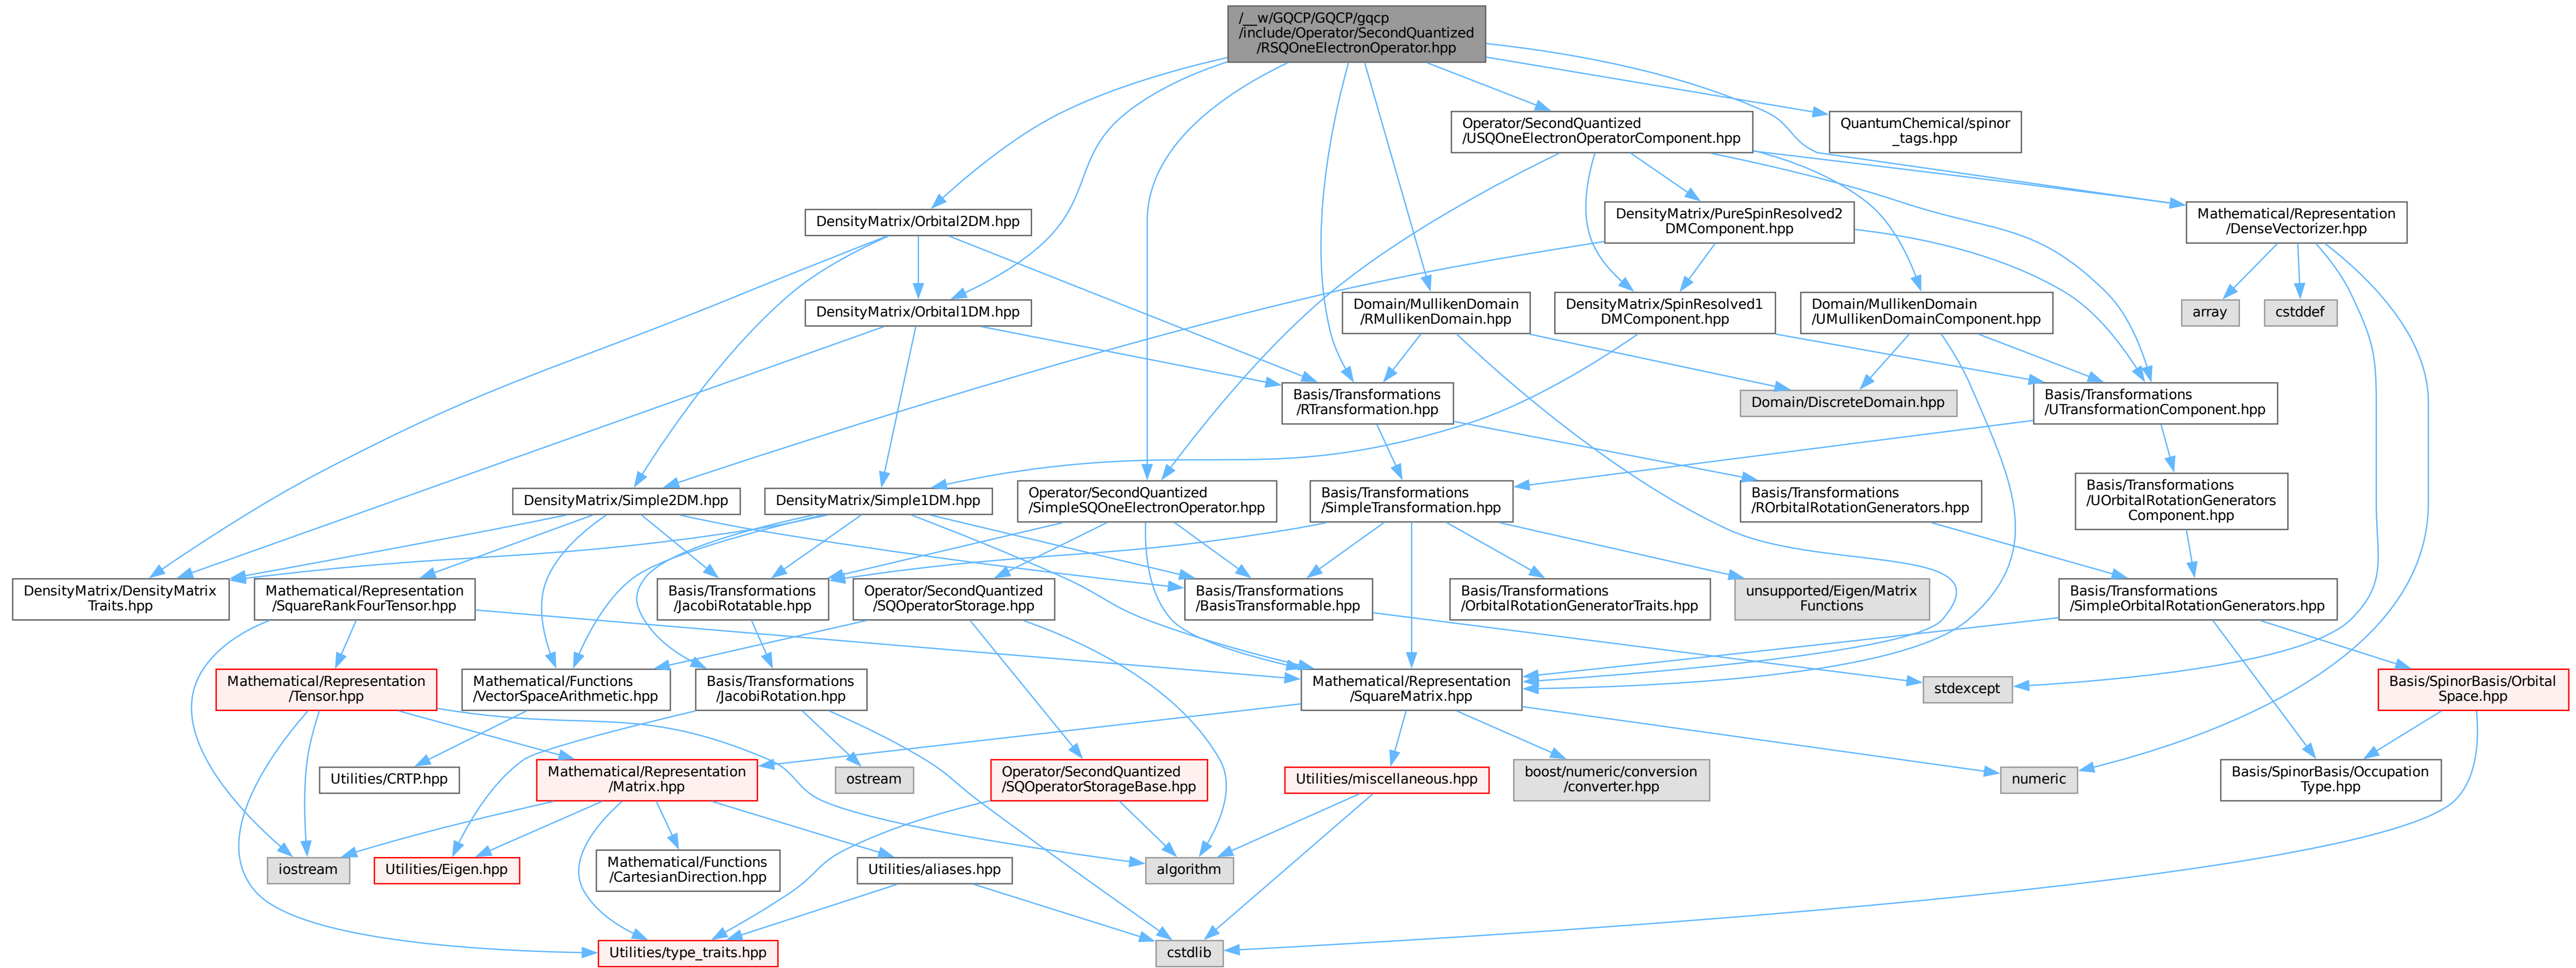 /__w/GQCP/GQCP/gqcp
/include/Operator/SecondQuantized
/RSQOneElectronOperator.hpp
Operator/SecondQuantized
/USQOneElectronOperatorComponent.hpp
QuantumChemical/spinor
_tags.hpp
DensityMatrix/Orbital2DM.hpp
DensityMatrix/PureSpinResolved2
DMComponent.hpp
Mathematical/Representation
/DenseVectorizer.hpp
DensityMatrix/Orbital1DM.hpp
Domain/MullikenDomain
/RMullikenDomain.hpp
DensityMatrix/SpinResolved1
DMComponent.hpp
Domain/MullikenDomain
/UMullikenDomainComponent.hpp
array
cstddef
Basis/Transformations
/RTransformation.hpp
Domain/DiscreteDomain.hpp
Basis/Transformations
/UTransformationComponent.hpp
DensityMatrix/Simple2DM.hpp
DensityMatrix/Simple1DM.hpp
Operator/SecondQuantized
/SimpleSQOneElectronOperator.hpp
Basis/Transformations
/SimpleTransformation.hpp
Basis/Transformations
/ROrbitalRotationGenerators.hpp
Basis/Transformations
/UOrbitalRotationGenerators
Component.hpp
DensityMatrix/DensityMatrix
Traits.hpp
Mathematical/Representation
/SquareRankFourTensor.hpp
Basis/Transformations
/JacobiRotatable.hpp
Operator/SecondQuantized
/SQOperatorStorage.hpp
Basis/Transformations
/BasisTransformable.hpp
Basis/Transformations
/OrbitalRotationGeneratorTraits.hpp
unsupported/Eigen/Matrix
Functions
Basis/Transformations
/SimpleOrbitalRotationGenerators.hpp
Mathematical/Representation
/Tensor.hpp
Mathematical/Functions
/VectorSpaceArithmetic.hpp
Basis/Transformations
/JacobiRotation.hpp
Mathematical/Representation
/SquareMatrix.hpp
stdexcept
Basis/SpinorBasis/Orbital
Space.hpp
Utilities/CRTP.hpp
Mathematical/Representation
/Matrix.hpp
ostream
Operator/SecondQuantized
/SQOperatorStorageBase.hpp
Utilities/miscellaneous.hpp
boost/numeric/conversion
/converter.hpp
numeric
Basis/SpinorBasis/Occupation
Type.hpp
iostream
Utilities/Eigen.hpp
Mathematical/Functions
/CartesianDirection.hpp
Utilities/aliases.hpp
algorithm
Utilities/type_traits.hpp
cstdlib